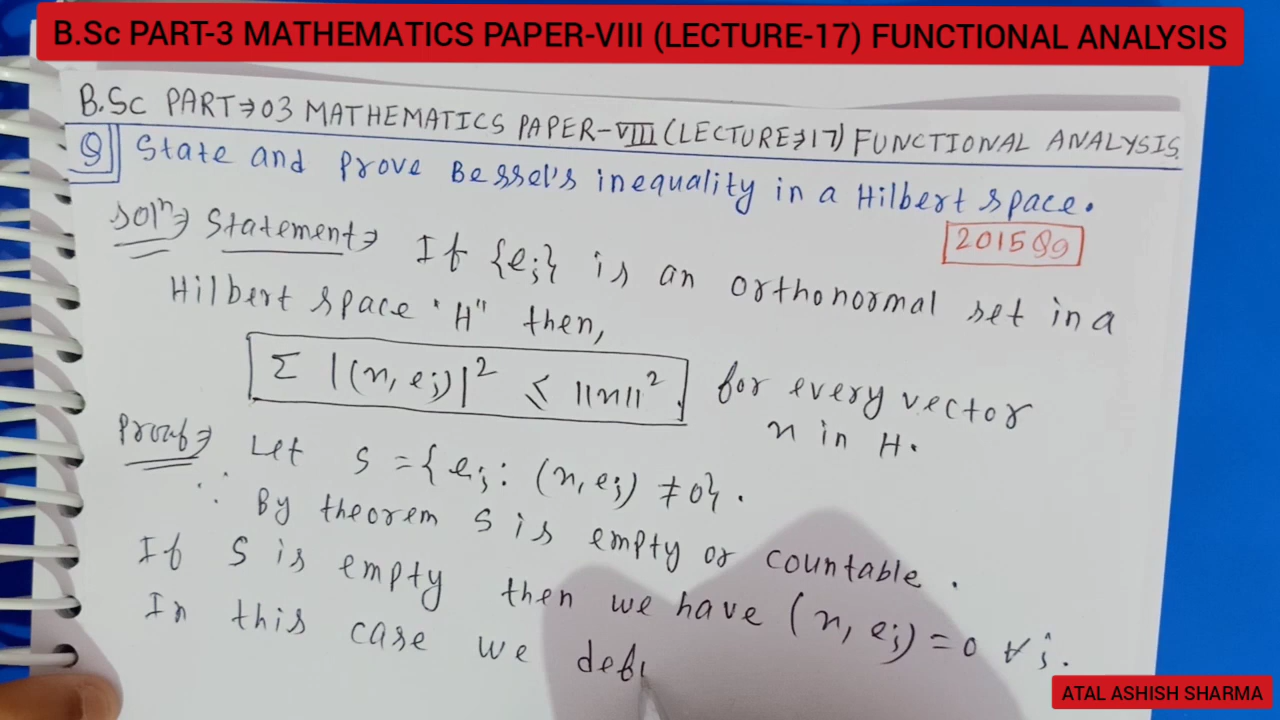 B.Sc PART-3 MATHEMATICS PAPER-VIII (LECTURE-17) FUNCTIONAL ANALYSIS
B.Sc PART⇒03 MATHEMATICS PAPER-VIII (LECTURE⇒17) FUNCTIONAL ANALYSIS.
Q State and Prove Bessel's inequality in a Hilbert space.
2015 Q9
Solⁿ⇒ Statement⇒ If {ei} is an orthonormal set in a
Hilbert space "H" then,
Σ |(x, ei)|² ≤ ||x||². for every vector
x in H.
Proof⇒ Let S = {ei : (x, ei) ≠ 0}.
∴ By theorem S is empty or countable.
If S is empty then we have (x, ei) = 0 ∀ i.
In this case we defi
ATAL ASHISH SHARMA